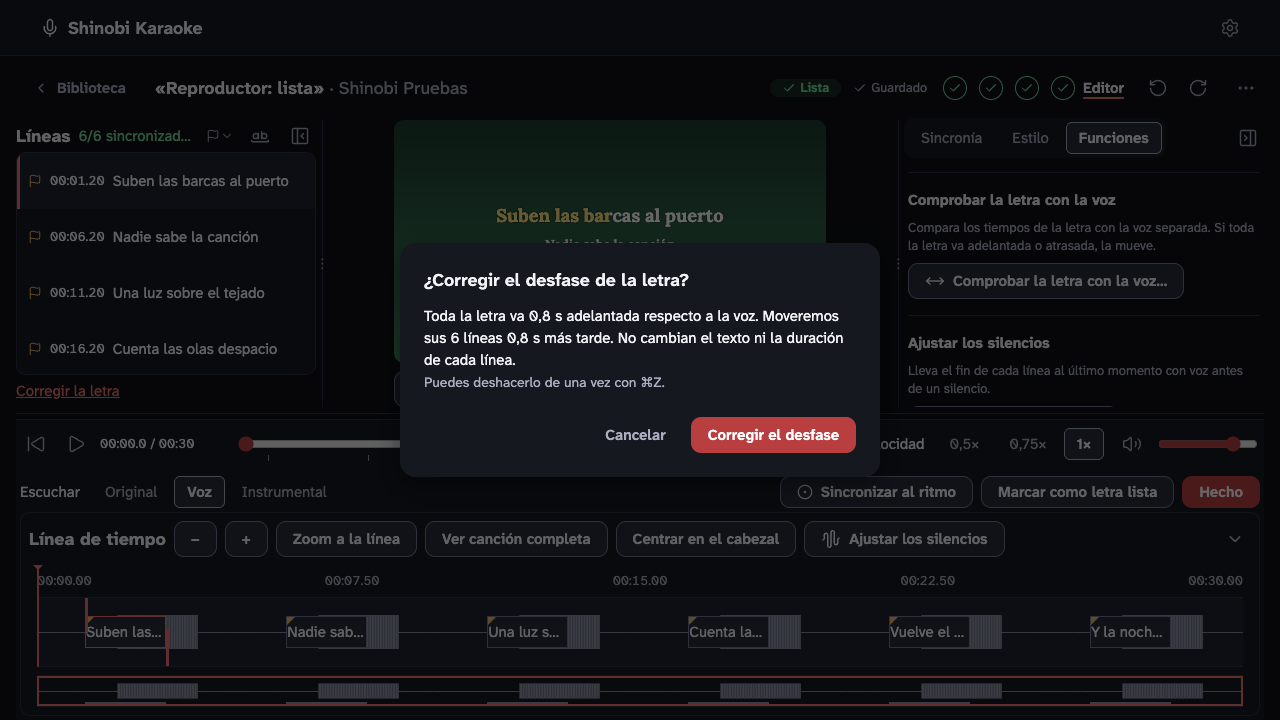 Shinobi Karaoke
Biblioteca
«Reproductor: lista» · Shinobi Pruebas
Lista
Guardado
Editor
Líneas 6/6 sincronizad...
ab
00:01.20 Suben las barcas al puerto
00:06.20 Nadie sabe la canción
00:11.20 Una luz sobre el tejado
00:16.20 Cuenta las olas despacio
Corregir la letra
Suben las barcas al puerto
Nadie sabe la canción
Sincronía
Estilo
Funciones
Comprobar la letra con la voz
Compara los tiempos de la letra con la voz separada. Si toda
la letra va adelantada o atrasada, la mueve.
Comprobar la letra con la voz...
Ajustar los silencios
Lleva el fin de cada línea al último momento con voz antes
de un silencio.
¿Corregir el desfase de la letra?
Toda la letra va 0,8 s adelantada respecto a la voz. Moveremos
sus 6 líneas 0,8 s más tarde. No cambian el texto ni la duración
de cada línea.
Puedes deshacerlo de una vez con ⌘Z.
Cancelar
Corregir el desfase
00:00.0 / 00:30
ocidad
0,5×
0,75×
1×
Escuchar
Original
Voz
Instrumental
Sincronizar al ritmo
Marcar como letra lista
Hecho
Línea de tiempo
−
+
Zoom a la línea
Ver canción completa
Centrar en el cabezal
Ajustar los silencios
00:00.00
00:07.50
00:15.00
00:22.50
00:30.00
Suben las...
Nadie sab...
Una luz s...
Cuenta la...
Vuelve el ...
Y la noch...